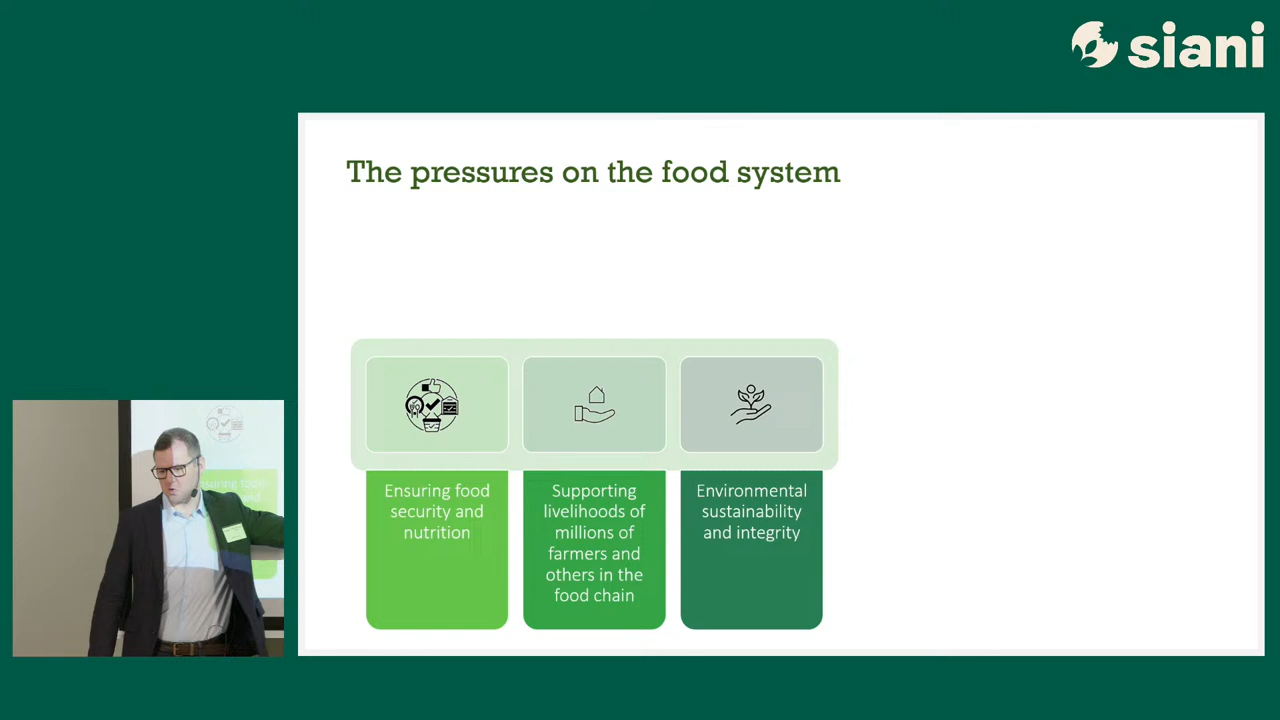 siani
The pressures on the food system
Ensuring food
security and
nutrition
Supporting
livelihoods of
millions of
farmers and
others in the
food chain
Environmental
sustainability
and integrity